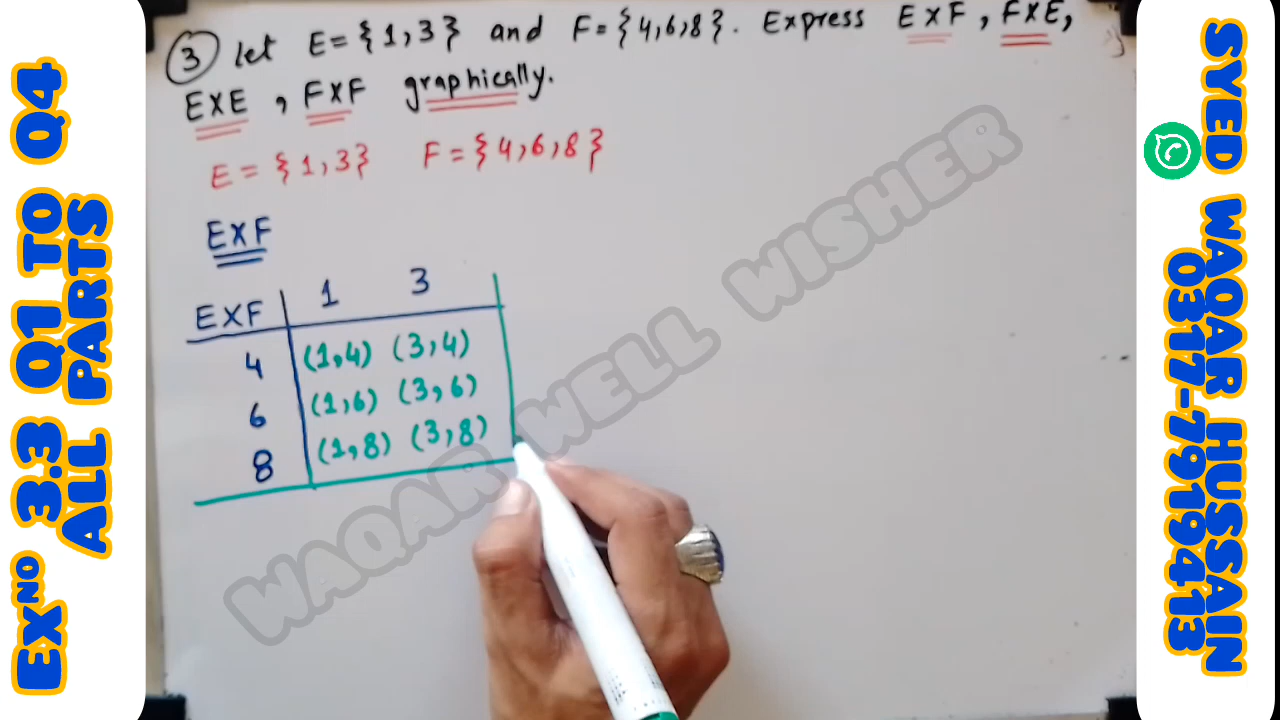 3 Let E = {1,3} and F = {4,6,8}. Express E×F, F×E,
E×E, F×F graphically.
E = {1,3} F = {4,6,8}
E×F
E×F 1 3
4 (1,4) (3,4)
6 (1,6) (3,6)
8 (1,8) (3,8)
WAQAR WELL WISHER
EXᴺᴼ 3.3 Q1 TO Q4
ALL PARTS
SYED WAQAR HUSSAIN
0317-7919413